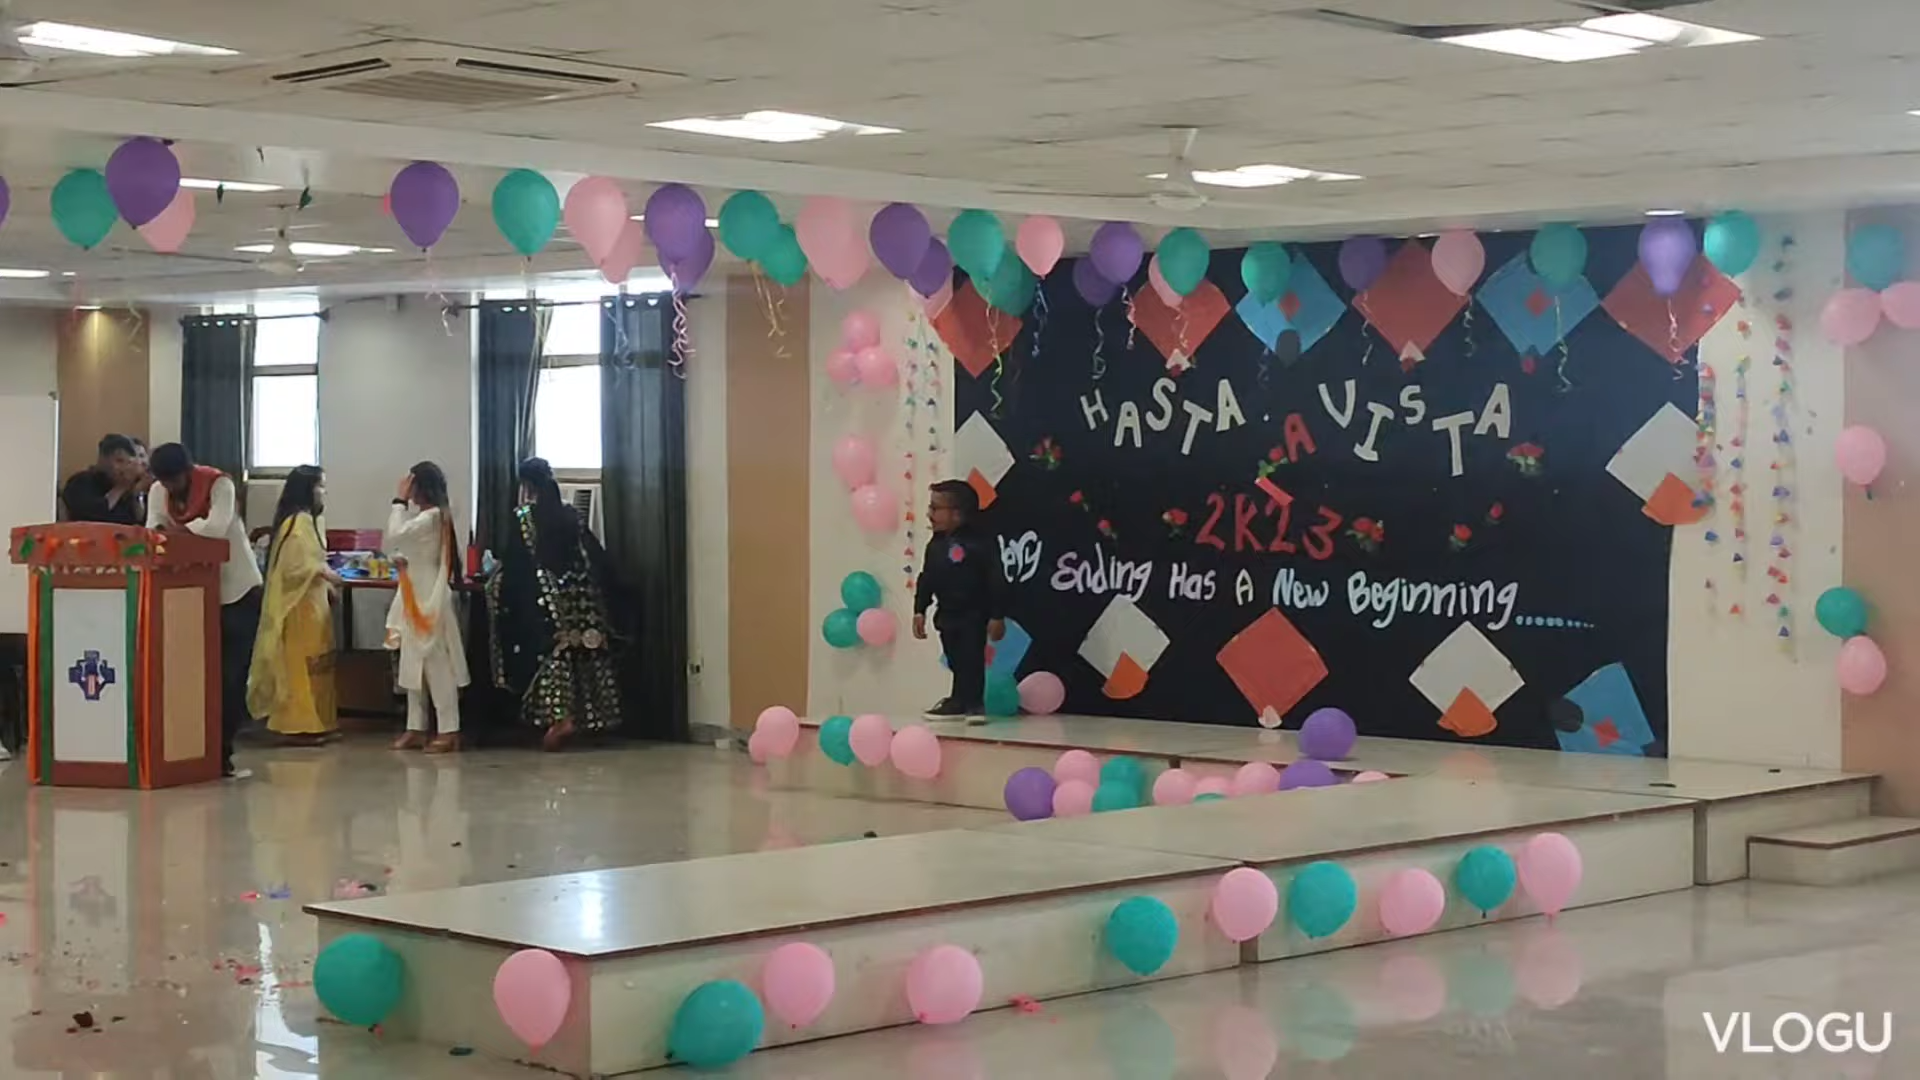 HASTA LA VISTA
2K23
Ending Has A New Beginning........
VLOGU